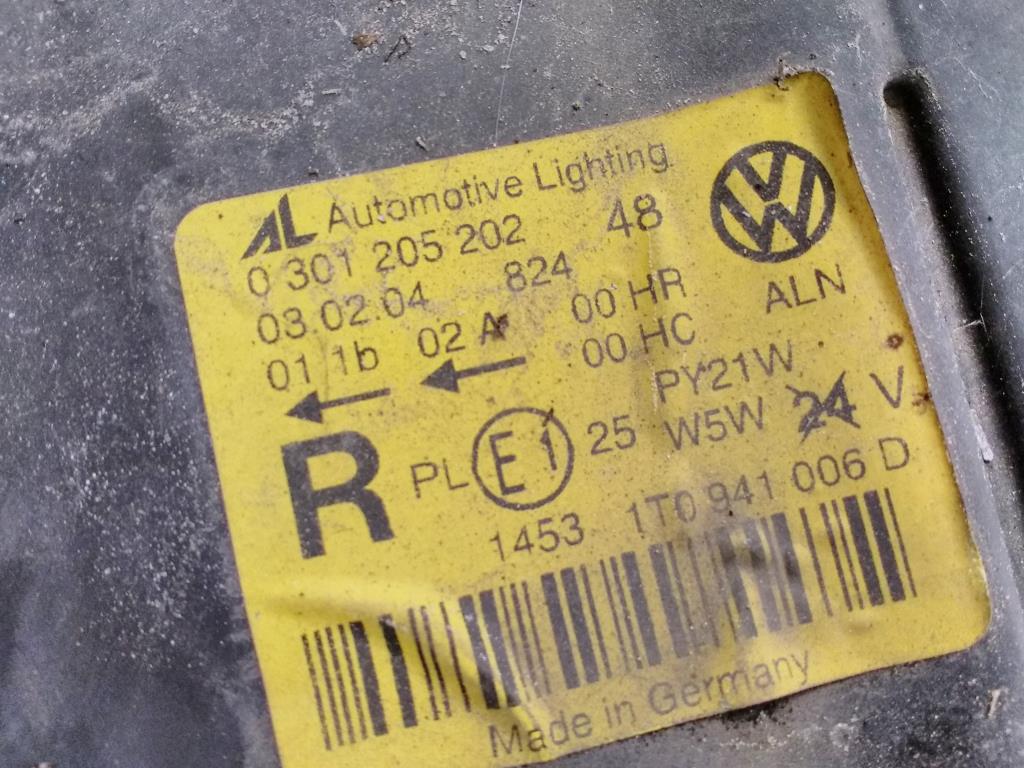 AL Automotive Lighting
0 301 205 202 48
03.02.04 824
01 1b 02 A 00 HR
00 HC
ALN
PY21W
R PL E1 25 W5W 24 V
1453 1T0 941 006 D
Made in Germany